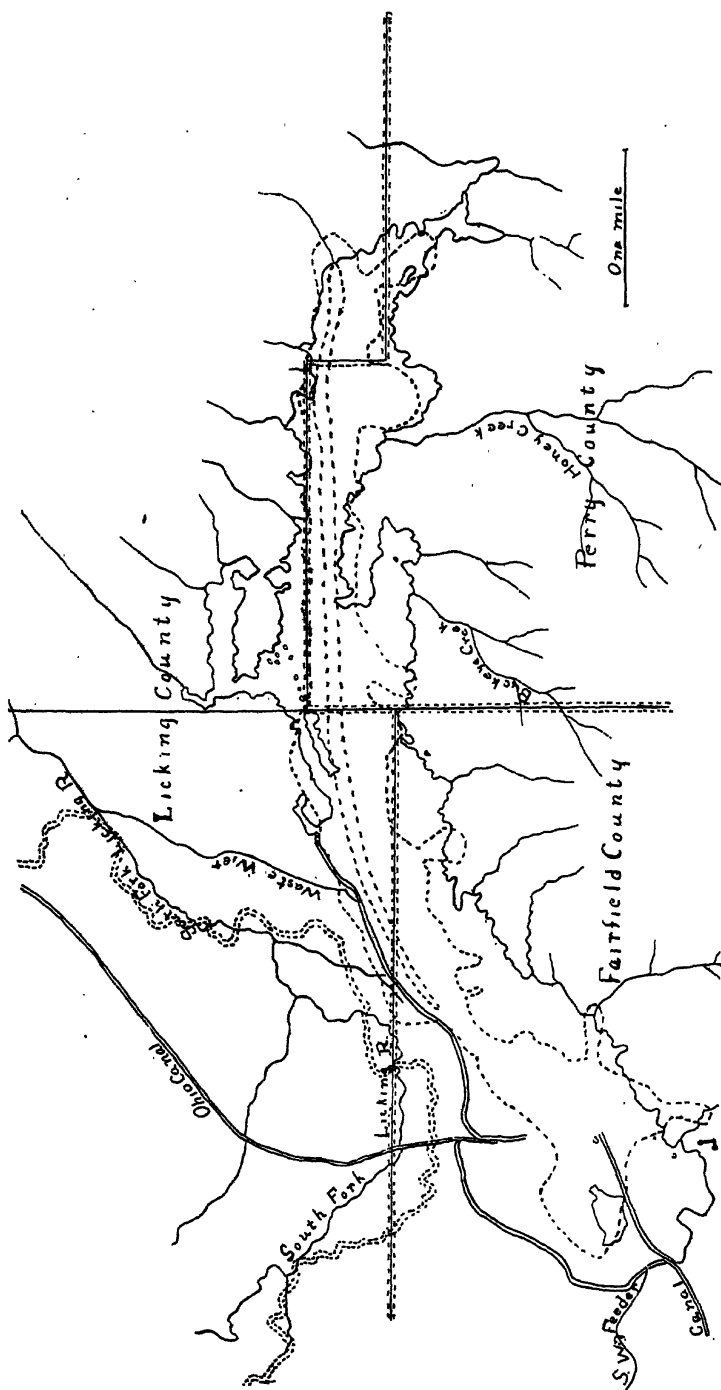 One mile
Honey Creek
Perry County
Licking County
Buckeye Creek
South Fork Licking R
Waste Wier
Fairfield County
Ohio Canal
Licking R
South Fork
S.W. Feeder
Canal